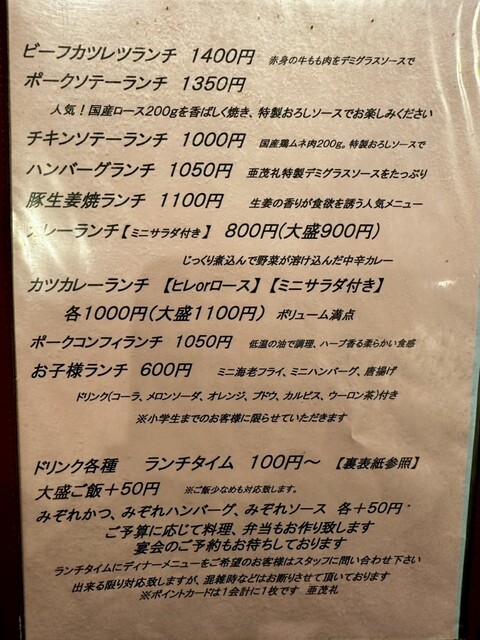 ビーフカツレツランチ 1400円 赤身の牛もも肉をデミグラスソースで
ポークソテーランチ 1350円
人気！国産ロース200gを香ばしく焼き、特製おろしソースでお楽しみください
チキンソテーランチ 1000円 国産鶏ムネ肉200g。特製おろしソースで
ハンバーグランチ 1050円 亜茂礼特製デミグラスソースをたっぷり
豚生姜焼ランチ 1100円 生姜の香りが食欲を誘う人気メニュー
カレーランチ【ミニサラダ付き】 800円(大盛900円)
じっくり煮込んで野菜が溶け込んだ中辛カレー
カツカレーランチ 【ヒレorロース】【ミニサラダ付き】
各1000円(大盛1100円) ボリューム満点
ポークコンフィランチ 1050円 低温の油で調理、ハーブ香る柔らかい食感
お子様ランチ 600円 ミニ海老フライ、ミニハンバーグ、唐揚げ
ドリンク(コーラ、メロンソーダ、オレンジ、ブドウ、カルピス、ウーロン茶)付き
※小学生までのお客様に限らせていただきます
ドリンク各種 ランチタイム 100円～ 【裏表紙参照】
大盛ご飯+50円 ※ご飯少なめも対応致します。
みぞれかつ、みぞれハンバーグ、みぞれソース 各+50円
ご予算に応じて料理、弁当もお作り致します
宴会のご予約もお待ちしております
ランチタイムにディナーメニューをご希望のお客様はスタッフに問い合わせ下さい
出来る限り対応致しますが、混雑時などはお断りさせて頂いております
※ポイントカードは1会計に1枚です 亜茂礼